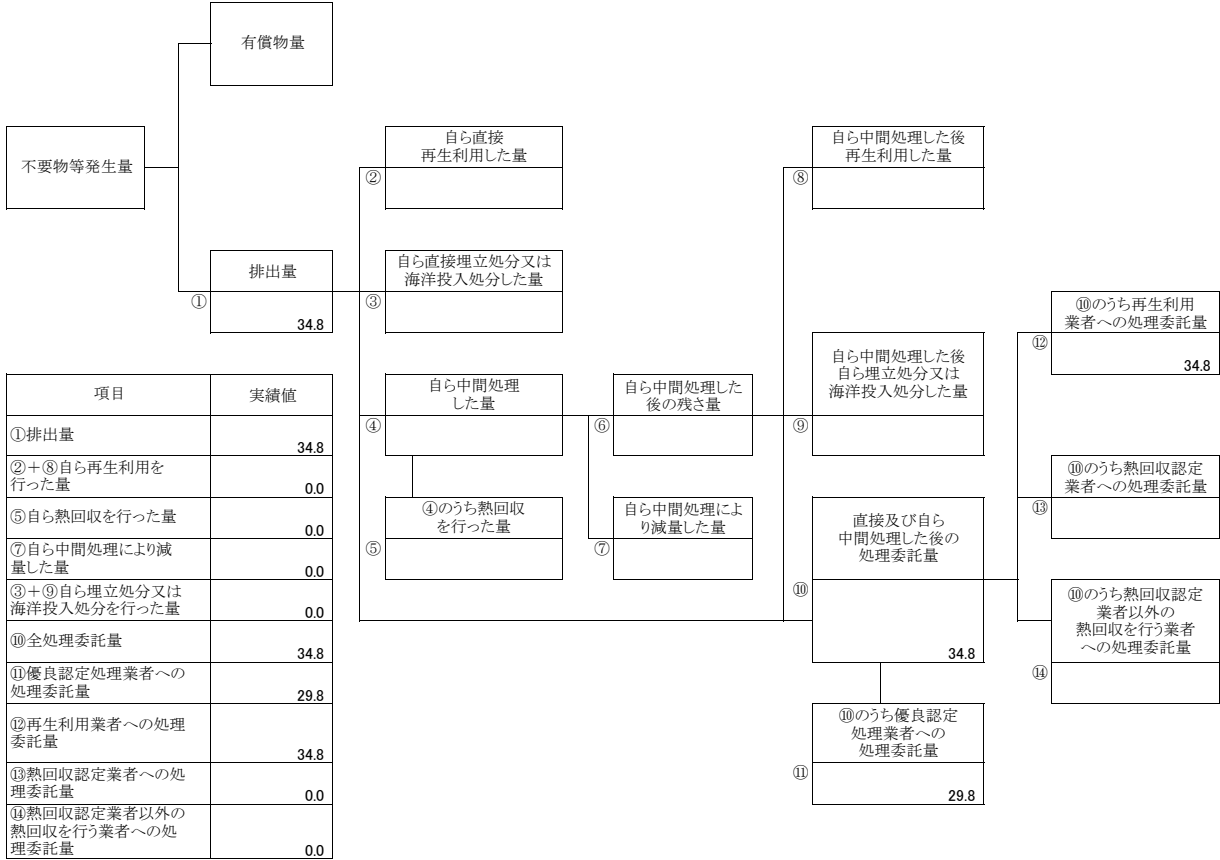 有償物量
不要物等発生量
自ら直接
再生利用した量
②
自ら中間処理した後
再生利用した量
⑧
排出量
①
34.8
自ら直接埋立処分又は
海洋投入処分した量
③
⑩のうち再生利用
業者への処理委託量
⑫
34.8
自ら中間処理
した量
④
自ら中間処理した
後の残さ量
⑥
自ら中間処理した後
自ら埋立処分又は
海洋投入処分した量
⑨
⑩のうち熱回収認定
業者への処理委託量
⑬
④のうち熱回収
を行った量
⑤
自ら中間処理によ
り減量した量
⑦
直接及び自ら
中間処理した後の
処理委託量
⑩
34.8
⑩のうち熱回収認定
業者以外の
熱回収を行う業者
への処理委託量
⑭
⑩のうち優良認定
処理業者への
処理委託量
⑪
29.8
項目 実績値
①排出量
34.8
②＋⑧自ら再生利用を
行った量
0.0
⑤自ら熱回収を行った量
0.0
⑦自ら中間処理により減
量した量
0.0
③＋⑨自ら埋立処分又は
海洋投入処分を行った量
0.0
⑩全処理委託量
34.8
⑪優良認定処理業者への
処理委託量
29.8
⑫再生利用業者への処理
委託量
34.8
⑬熱回収認定業者への処
理委託量
0.0
⑭熱回収認定業者以外の
熱回収を行う業者への処
理委託量
0.0